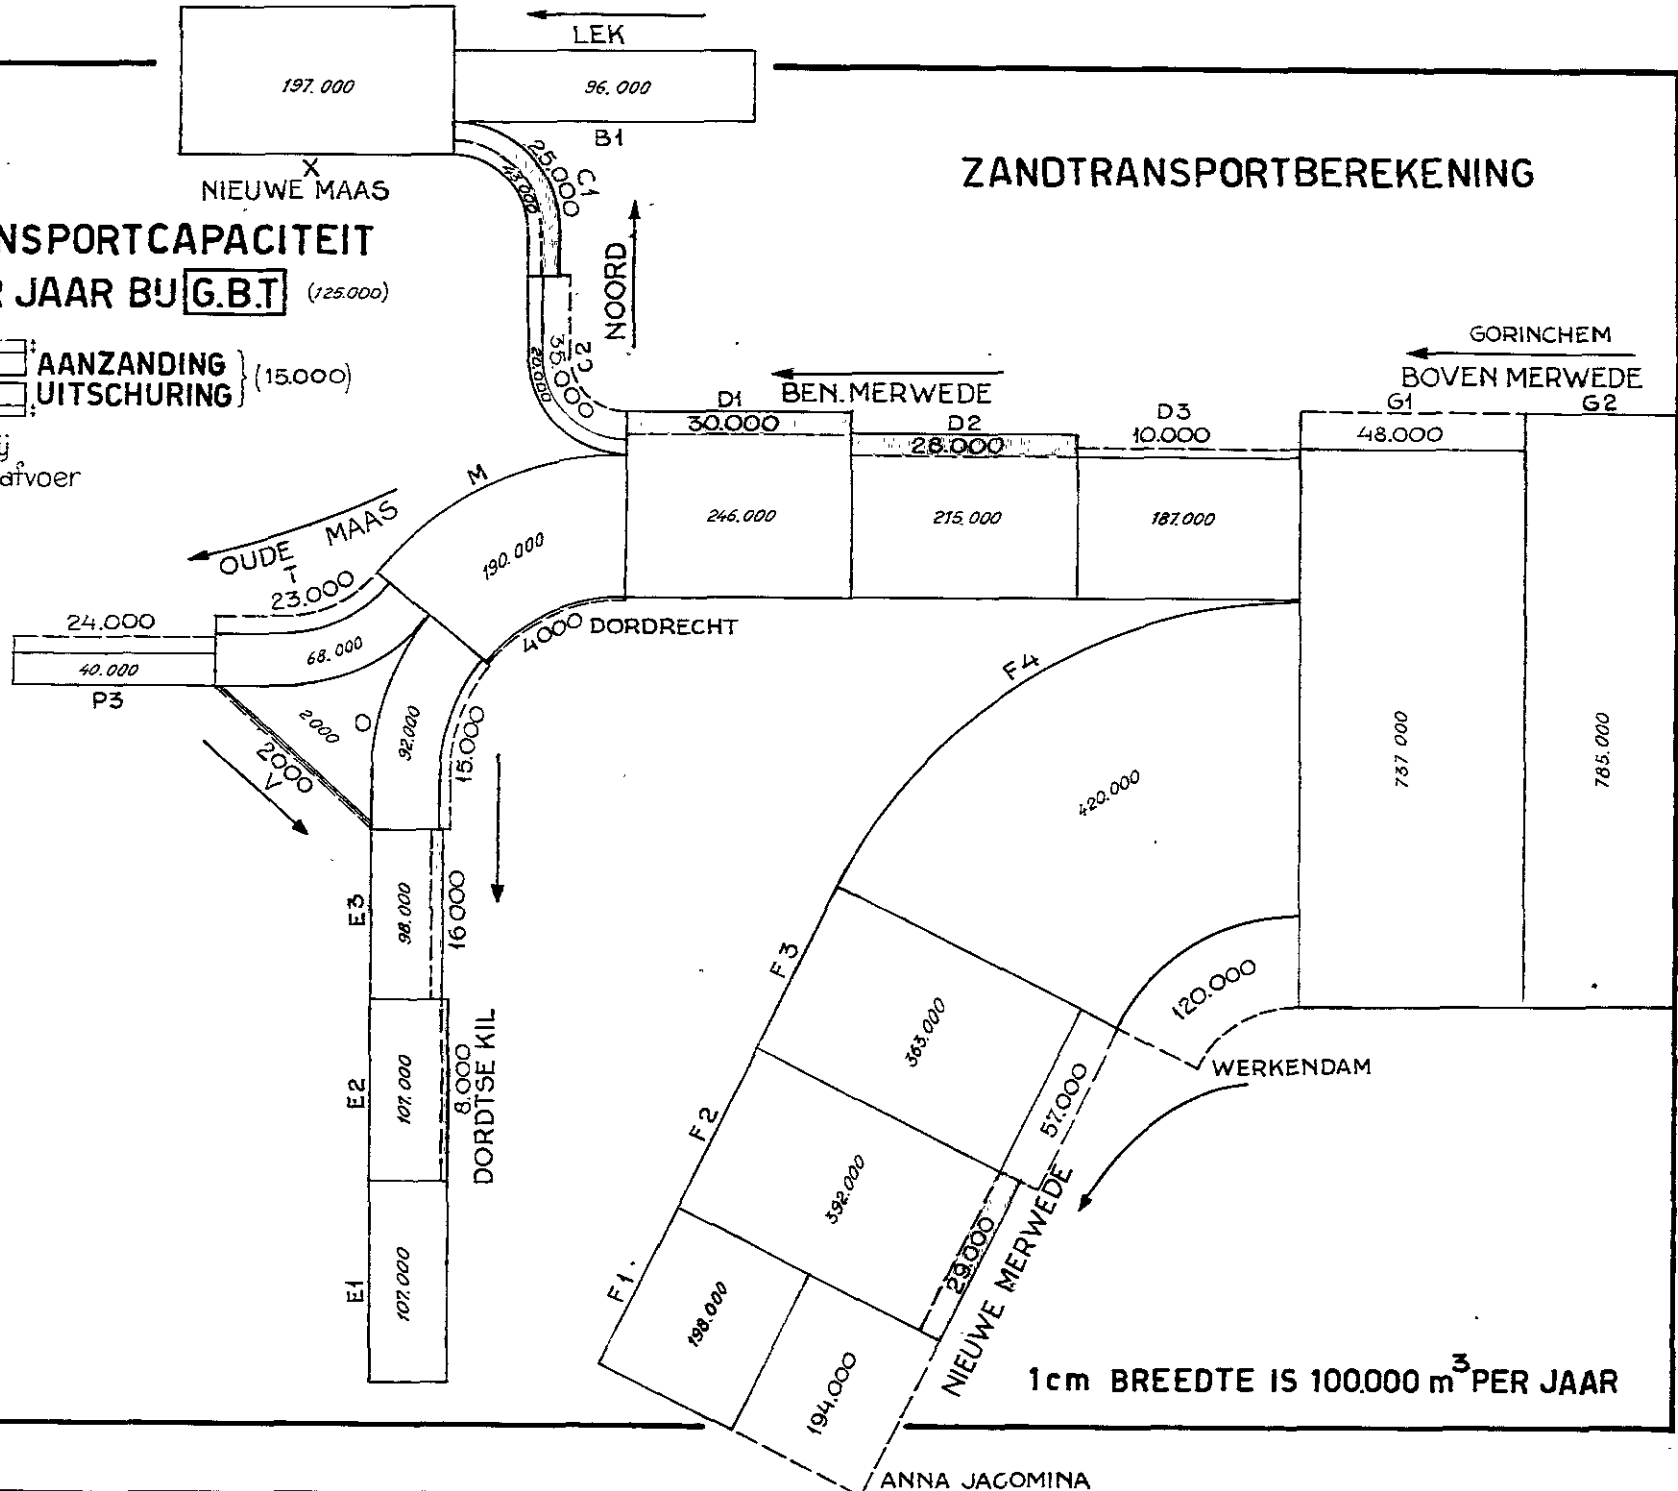 LEK
197.000
96.000
B1
X
NIEUWE MAAS
ZANDTRANSPORTBEREKENING
25.000
C1
43.000
NSPORTCAPACITEIT
R JAAR BIJ G.B.T (125.000)
AANZANDING
UITSCHURING
(15.000)
ij
afvoer
NOORD
C2
35.000
20.000
GORINCHEM
BOVEN MERWEDE
G1
G2
BEN. MERWEDE
D1
30.000
D2
28.000
D3
10.000
48.000
M
246.000
215.000
187.000
OUDE MAAS
T
23.000
190.000
4000
DORDRECHT
24.000
40.000
P3
68.000
2000
O
2000
V
92.000
15.000
F4
420.000
737 000
785.000
E3
98.000
16000
F3
363.000
120.000
WERKENDAM
E2
107.000
8.000
DORTSE KIL
F2
392.000
57.000
29.000
NIEUWE MERWEDE
E1
107.000
F1.
198.000
194.000
1cm BREEDTE IS 100.000 m³ PER JAAR
ANNA JACOMINA